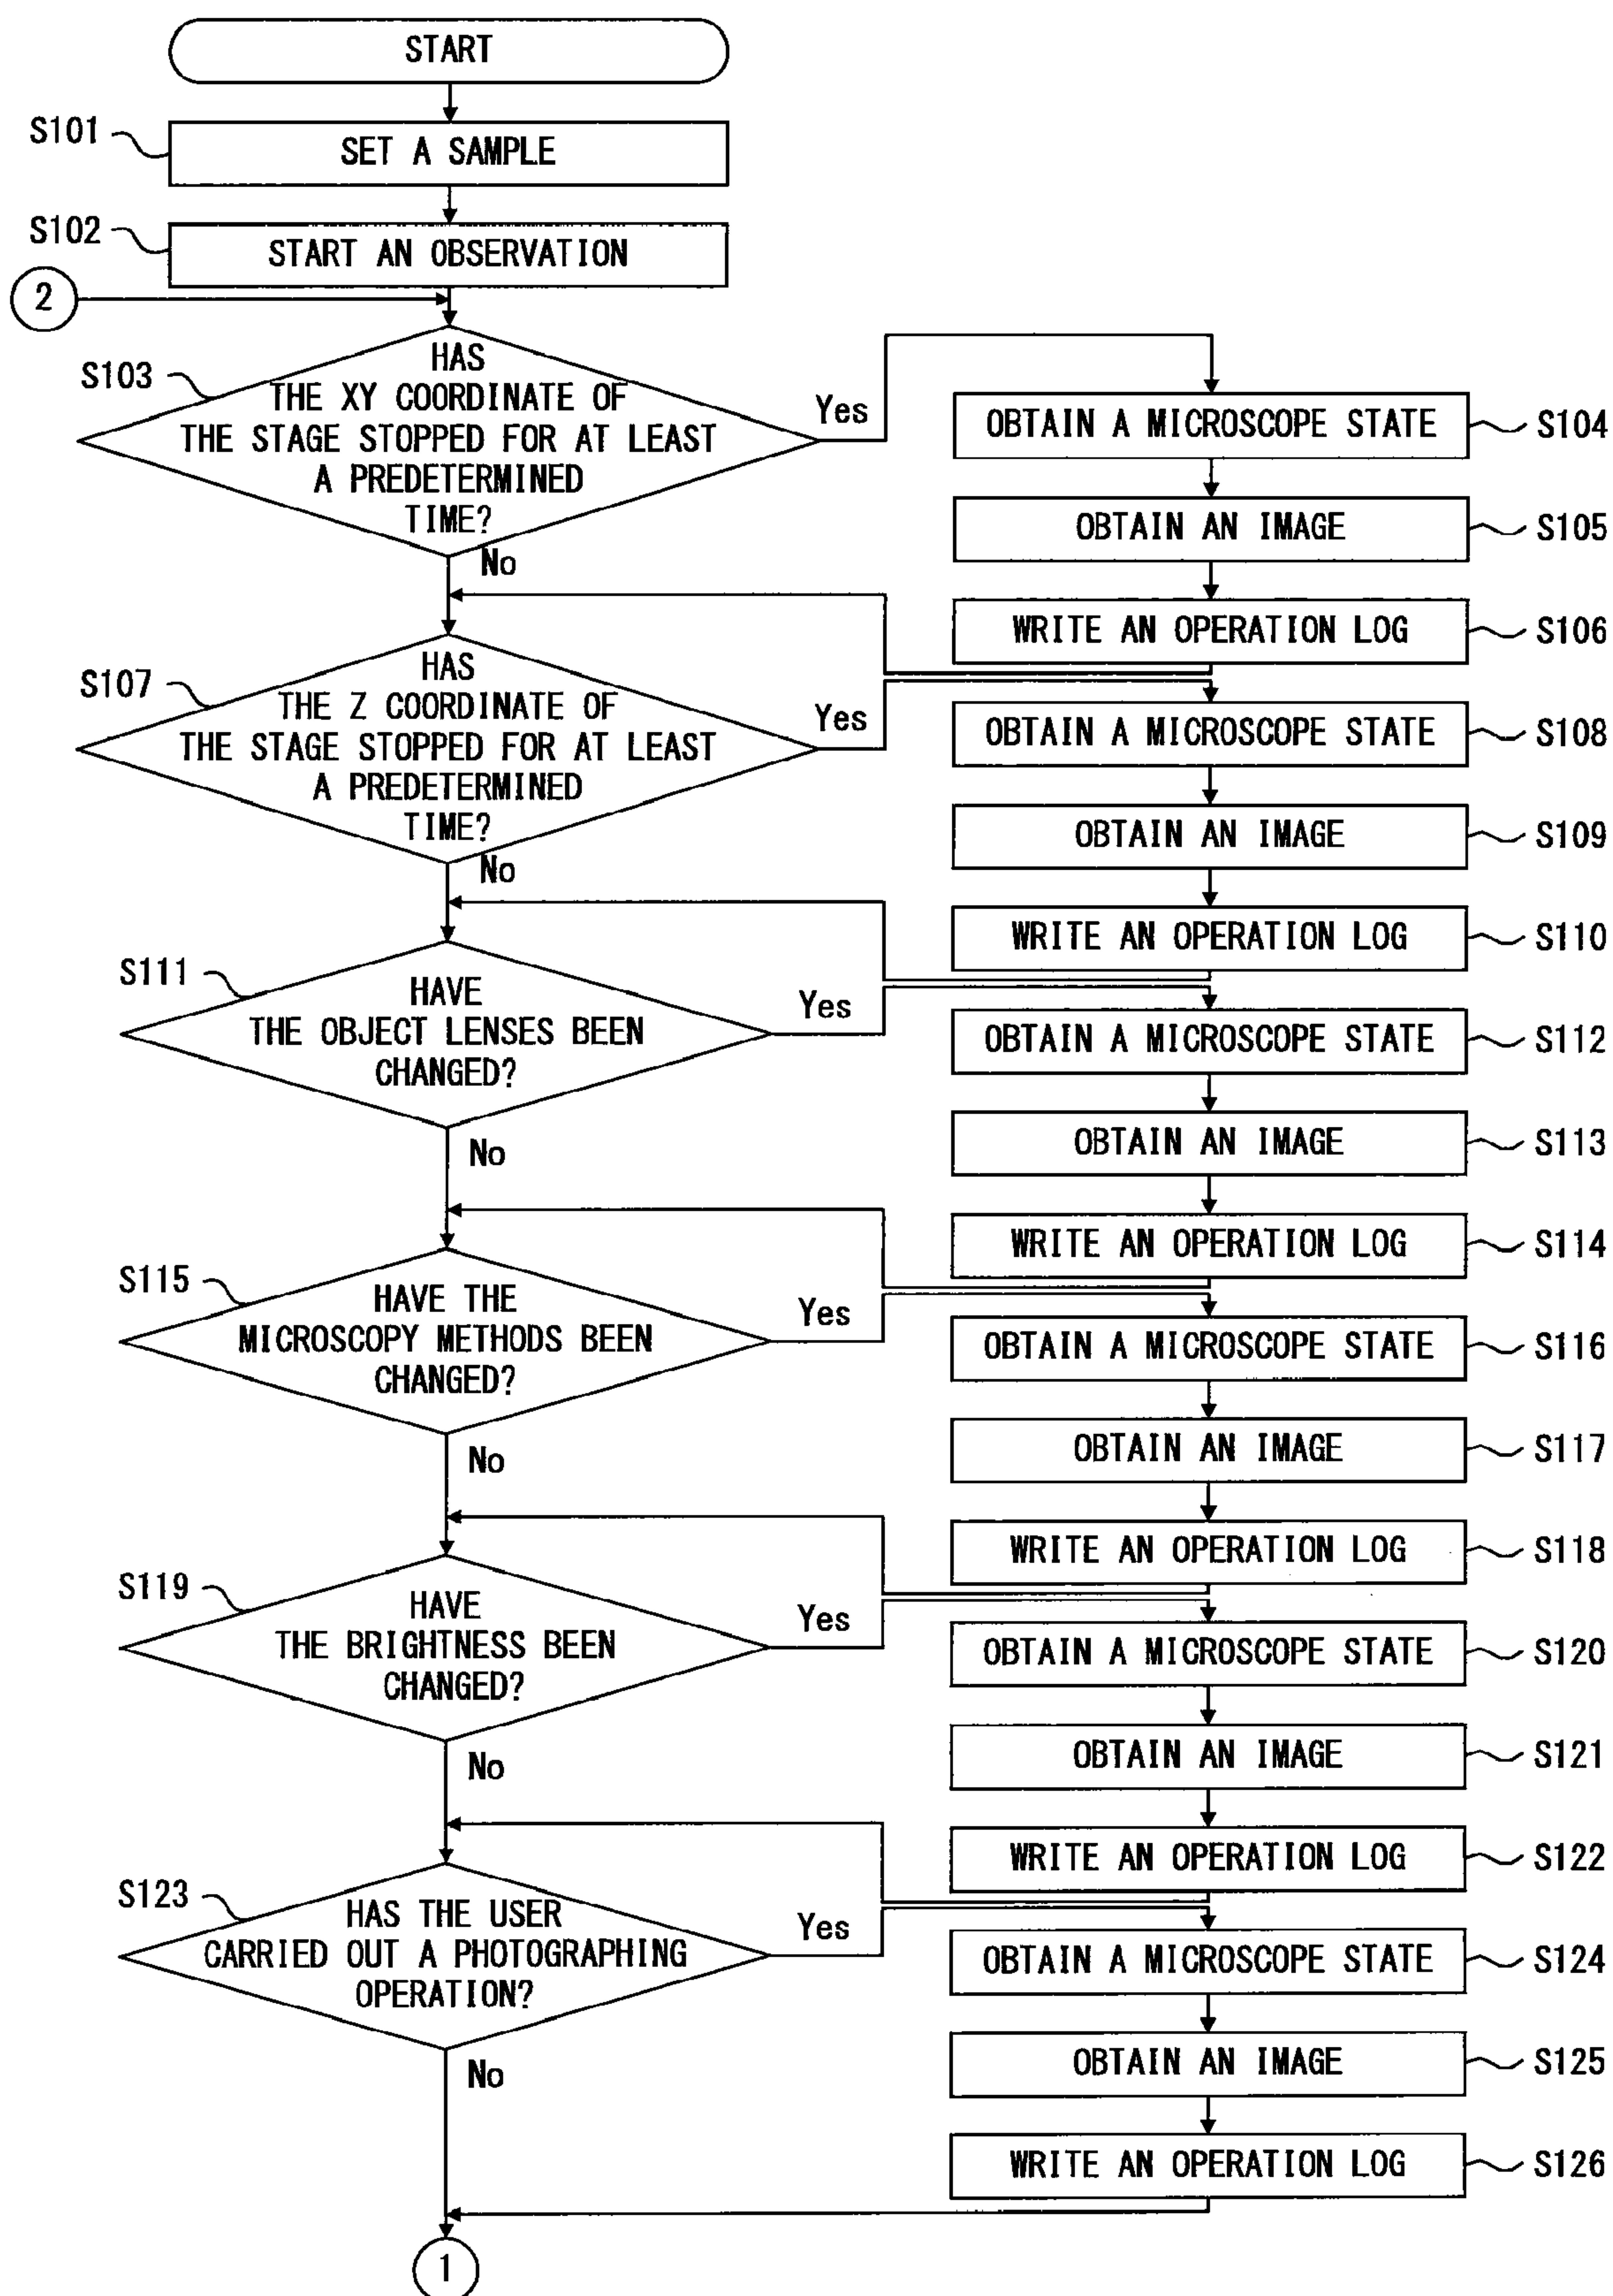 START
S101
SET A SAMPLE
S102
START AN OBSERVATION
2
S103
HAS
THE XY COORDINATE OF
THE STAGE STOPPED FOR AT LEAST
A PREDETERMINED
TIME?
Yes
No
OBTAIN A MICROSCOPE STATE
S104
OBTAIN AN IMAGE
S105
WRITE AN OPERATION LOG
S106
S107
HAS
THE Z COORDINATE OF
THE STAGE STOPPED FOR AT LEAST
A PREDETERMINED
TIME?
Yes
No
OBTAIN A MICROSCOPE STATE
S108
OBTAIN AN IMAGE
S109
WRITE AN OPERATION LOG
S110
S111
HAVE
THE OBJECT LENSES BEEN
CHANGED?
Yes
No
OBTAIN A MICROSCOPE STATE
S112
OBTAIN AN IMAGE
S113
WRITE AN OPERATION LOG
S114
S115
HAVE THE
MICROSCOPY METHODS BEEN
CHANGED?
Yes
No
OBTAIN A MICROSCOPE STATE
S116
OBTAIN AN IMAGE
S117
WRITE AN OPERATION LOG
S118
S119
HAVE
THE BRIGHTNESS BEEN
CHANGED?
Yes
No
OBTAIN A MICROSCOPE STATE
S120
OBTAIN AN IMAGE
S121
WRITE AN OPERATION LOG
S122
S123
HAS THE USER
CARRIED OUT A PHOTOGRAPHING
OPERATION?
Yes
No
OBTAIN A MICROSCOPE STATE
S124
OBTAIN AN IMAGE
S125
WRITE AN OPERATION LOG
S126
1